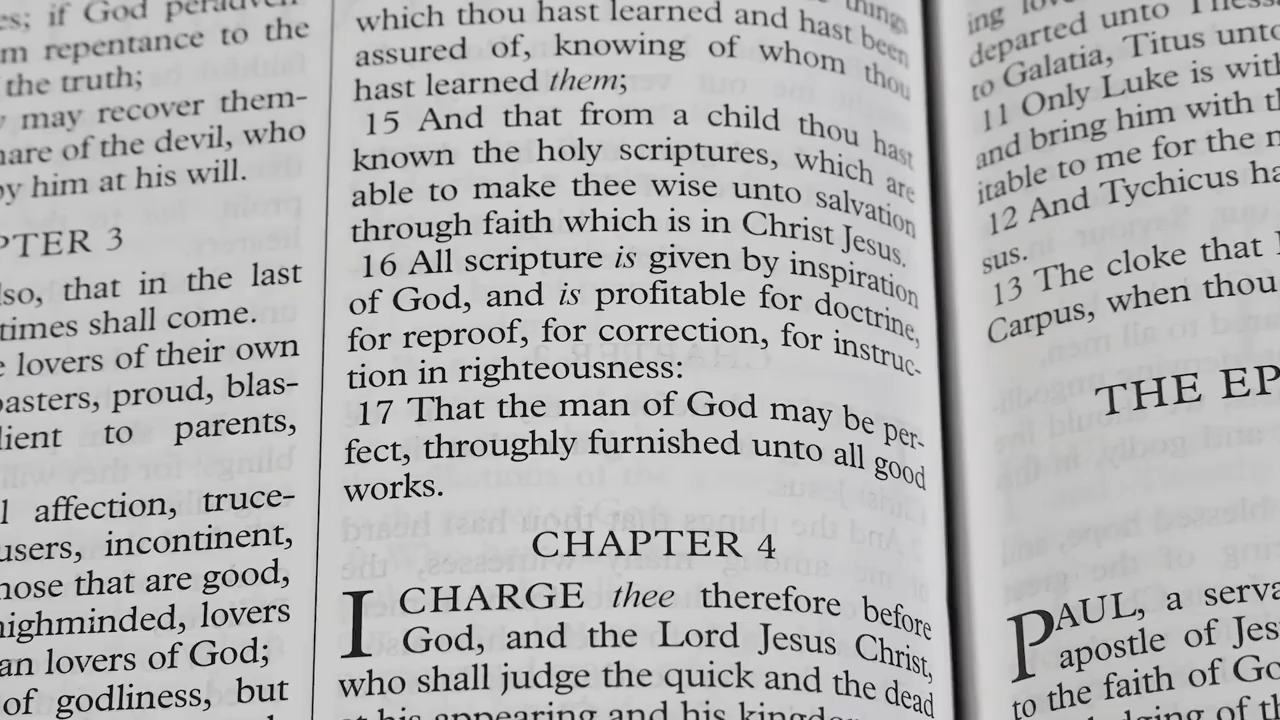 es; if God
m repentance to the
the truth;
may recover them-
nare of the devil, who
by him at his will.
PTER 3
lso, that in the last
times shall come.
lovers of their own
oasters, proud, blas-
lient to parents,
l affection, truce-
users, incontinent,
hose that are good,
highminded, lovers
an lovers of God;
of godliness, but
things
which thou hast learned and hast been
assured of, knowing of whom thou
hast learned them;
15 And that from a child thou hast
known the holy scriptures, which are
able to make thee wise unto salvation
through faith which is in Christ Jesus.
16 All scripture is given by inspiration
of God, and is profitable for doctrine,
for reproof, for correction, for instruc-
tion in righteousness:
17 That the man of God may be per-
fect, throughly furnished unto all good
works.
CHAPTER 4
I CHARGE thee therefore before
God, and the Lord Jesus Christ,
who shall judge the quick and the dead
at his appearing and his
ing
departed unto
to Galatia, Titus unto
11 Only Luke is with
and bring him with th
itable to me for the
12 And Tychicus ha
sus.
13 The cloke that
Carpus, when thou
THE EP
PAUL, a serva
apostle of Jes
to the faith of Go
of